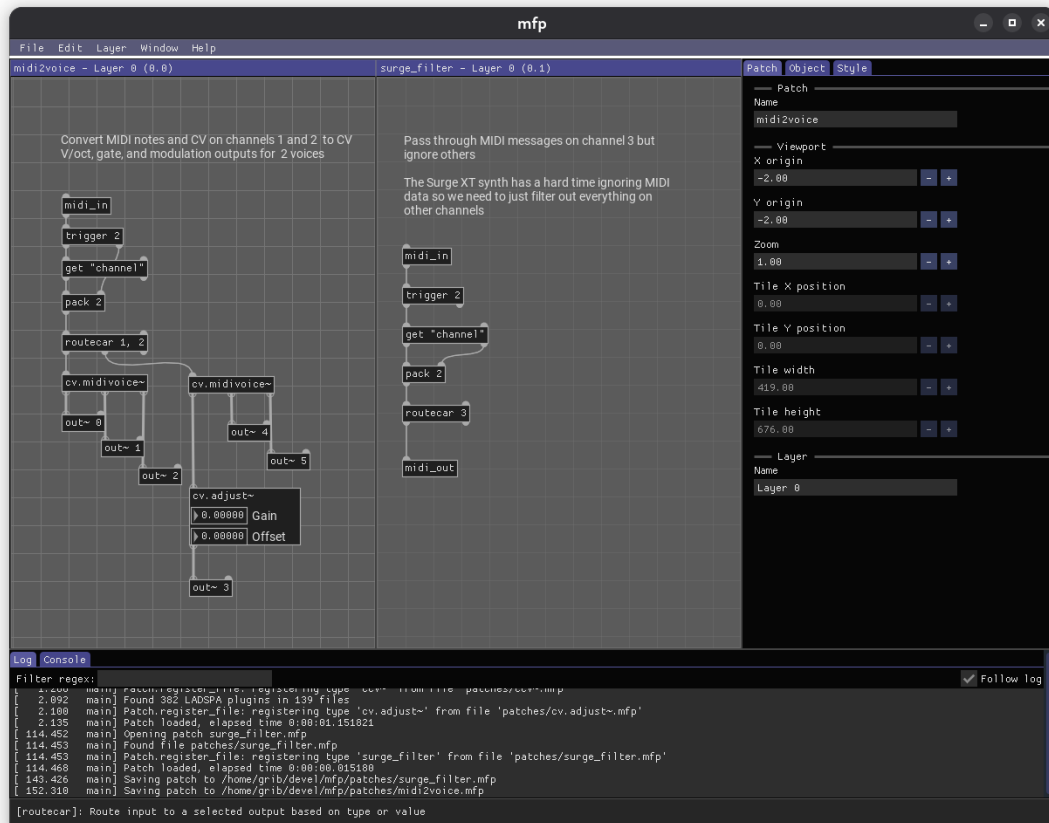 mfp
File Edit Layer Window Help
midi2voice - Layer 0 (0.0)
Convert MIDI notes and CV on channels 1 and 2 to CV
V/oct, gate, and modulation outputs for 2 voices
midi_in
trigger 2
get "channel"
pack 2
routecar 1, 2
cv.midivoice~ cv.midivoice~
out~ 0
out~ 4
out~ 1
out~ 5
out~ 2
cv.adjust~
0.00000 Gain
0.00000 Offset
out~ 3
surge_filter - Layer 0 (0.1)
Pass through MIDI messages on channel 3 but
ignore others
The Surge XT synth has a hard time ignoring MIDI
data so we need to just filter out everything on
other channels
midi_in
trigger 2
get "channel"
pack 2
routecar 3
midi_out
Patch Object Style
Patch
Name
midi2voice
Viewport
X origin
-2.00 - +
Y origin
-2.00 - +
Zoom
1.00 - +
Tile X position
0.00 - +
Tile Y position
0.00 - +
Tile width
419.00 - +
Tile height
676.00 - +
Layer
Name
Layer 0
Log Console
Filter regex: Follow log
main] Patch.register_file: registering type 'ccv~' from file 'patches/ccv~.mfp'
[ 2.092 main] Found 382 LADSPA plugins in 139 files
[ 2.100 main] Patch.register_file: registering type 'cv.adjust~' from file 'patches/cv.adjust~.mfp'
[ 2.135 main] Patch loaded, elapsed time 0:00:01.151821
[ 114.452 main] Opening patch surge_filter.mfp
[ 114.453 main] Found file patches/surge_filter.mfp
[ 114.453 main] Patch.register_file: registering type 'surge_filter' from file 'patches/surge_filter.mfp'
[ 114.468 main] Patch loaded, elapsed time 0:00:00.015180
[ 143.426 main] Saving patch to /home/grib/devel/mfp/patches/surge_filter.mfp
[ 152.310 main] Saving patch to /home/grib/devel/mfp/patches/midi2voice.mfp
[routecar]: Route input to a selected output based on type or value